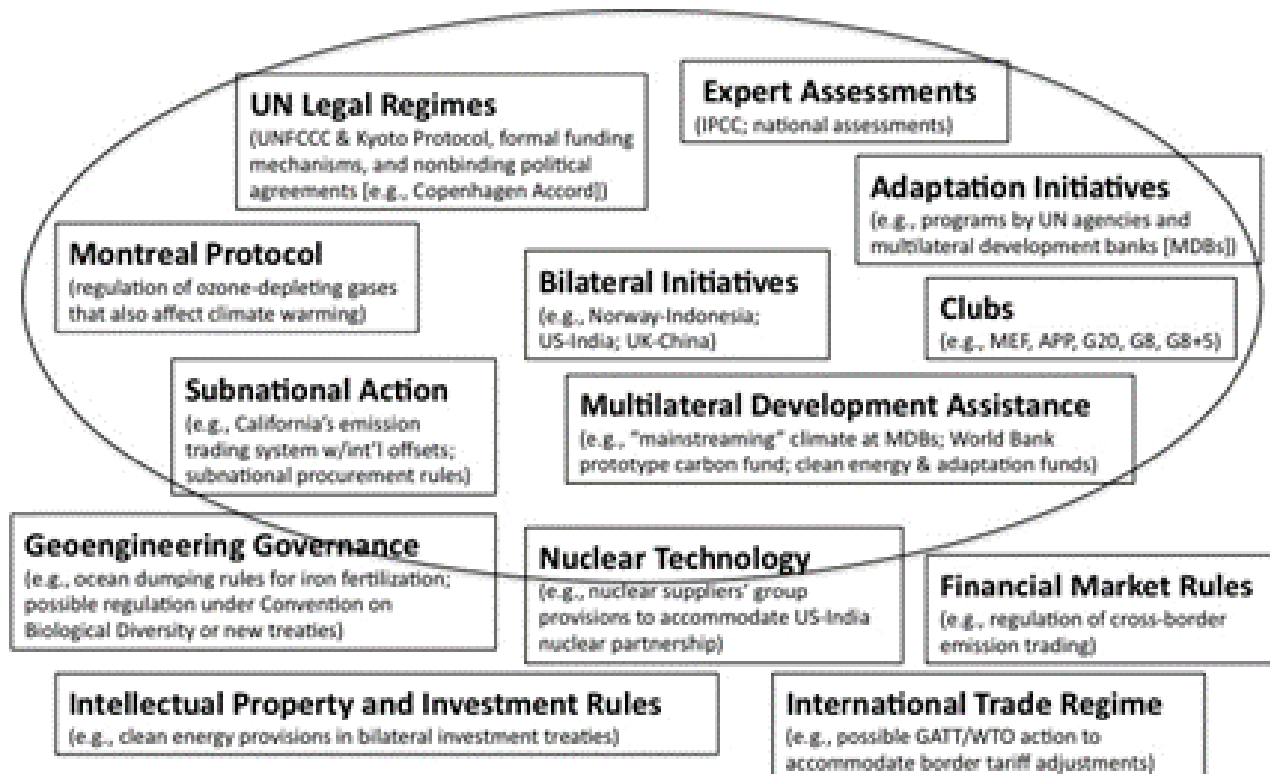 UN Legal Regimes
(UNFCCC & Kyoto Protocol, formal funding
mechanisms, and nonbinding political
agreements [e.g., Copenhagen Accord])
Expert Assessments
(IPCC; national assessments)
Adaptation Initiatives
(e.g., programs by UN agencies and
multilateral development banks [MDBs])
Montreal Protocol
(regulation of ozone-depleting gases
that also affect climate warming)
Bilateral Initiatives
(e.g., Norway-Indonesia;
US-India; UK-China)
Clubs
(e.g., MEF, APP, G20, G8, G8+5)
Subnational Action
(e.g., California's emission
trading system w/int'l offsets;
subnational procurement rules)
Multilateral Development Assistance
(e.g., "mainstreaming" climate at MDBs; World Bank
prototype carbon fund; clean energy & adaptation funds)
Geoengineering Governance
(e.g., ocean dumping rules for iron fertilization;
possible regulation under Convention on
Biological Diversity or new treaties)
Nuclear Technology
(e.g., nuclear suppliers' group
provisions to accommodate US-India
nuclear partnership)
Financial Market Rules
(e.g., regulation of cross-border
emission trading)
Intellectual Property and Investment Rules
(e.g., clean energy provisions in bilateral investment treaties)
International Trade Regime
(e.g., possible GATT/WTO action to
accommodate border tariff adjustments)